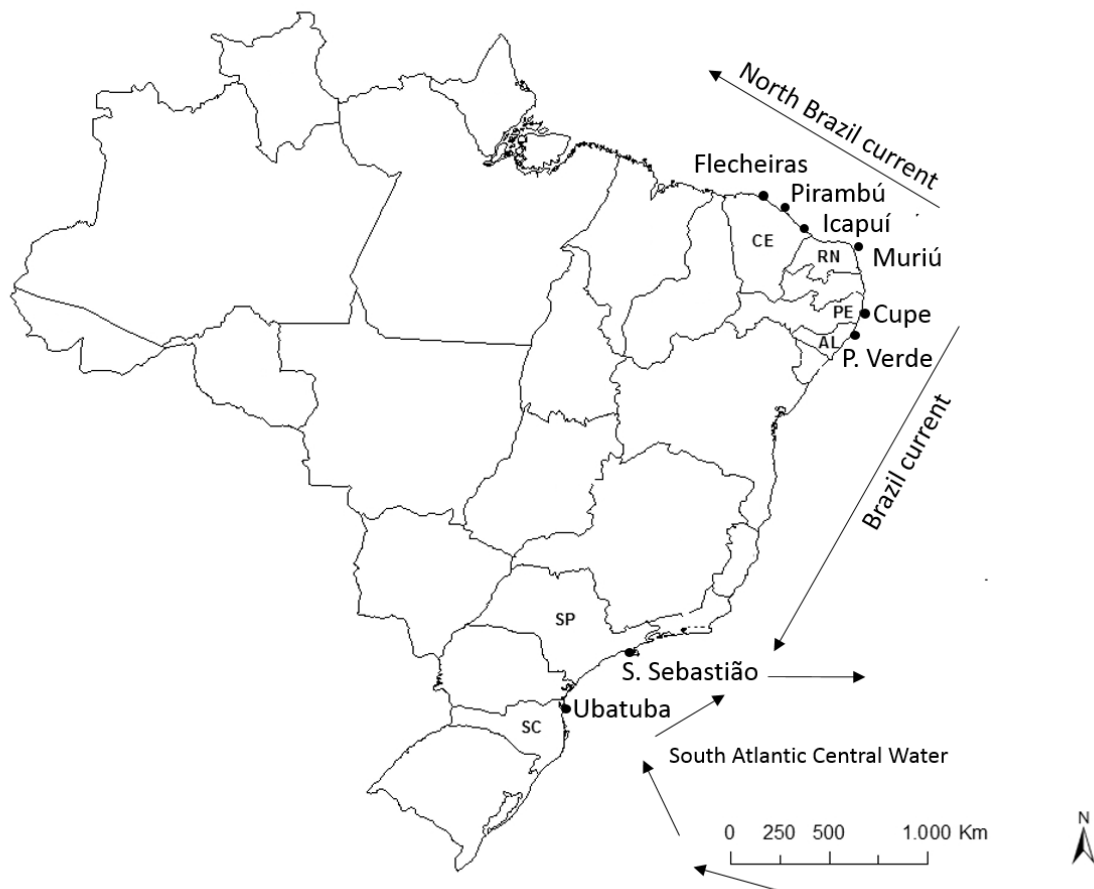 North Brazil current
Flecheiras
Pirambú
Icapuí
CE
RN
Muriú
PE
Cupe
AL
P. Verde
Brazil current
SP
S. Sebastião
Ubatuba
SC
South Atlantic Central Water
0 250 500 1.000 Km
N